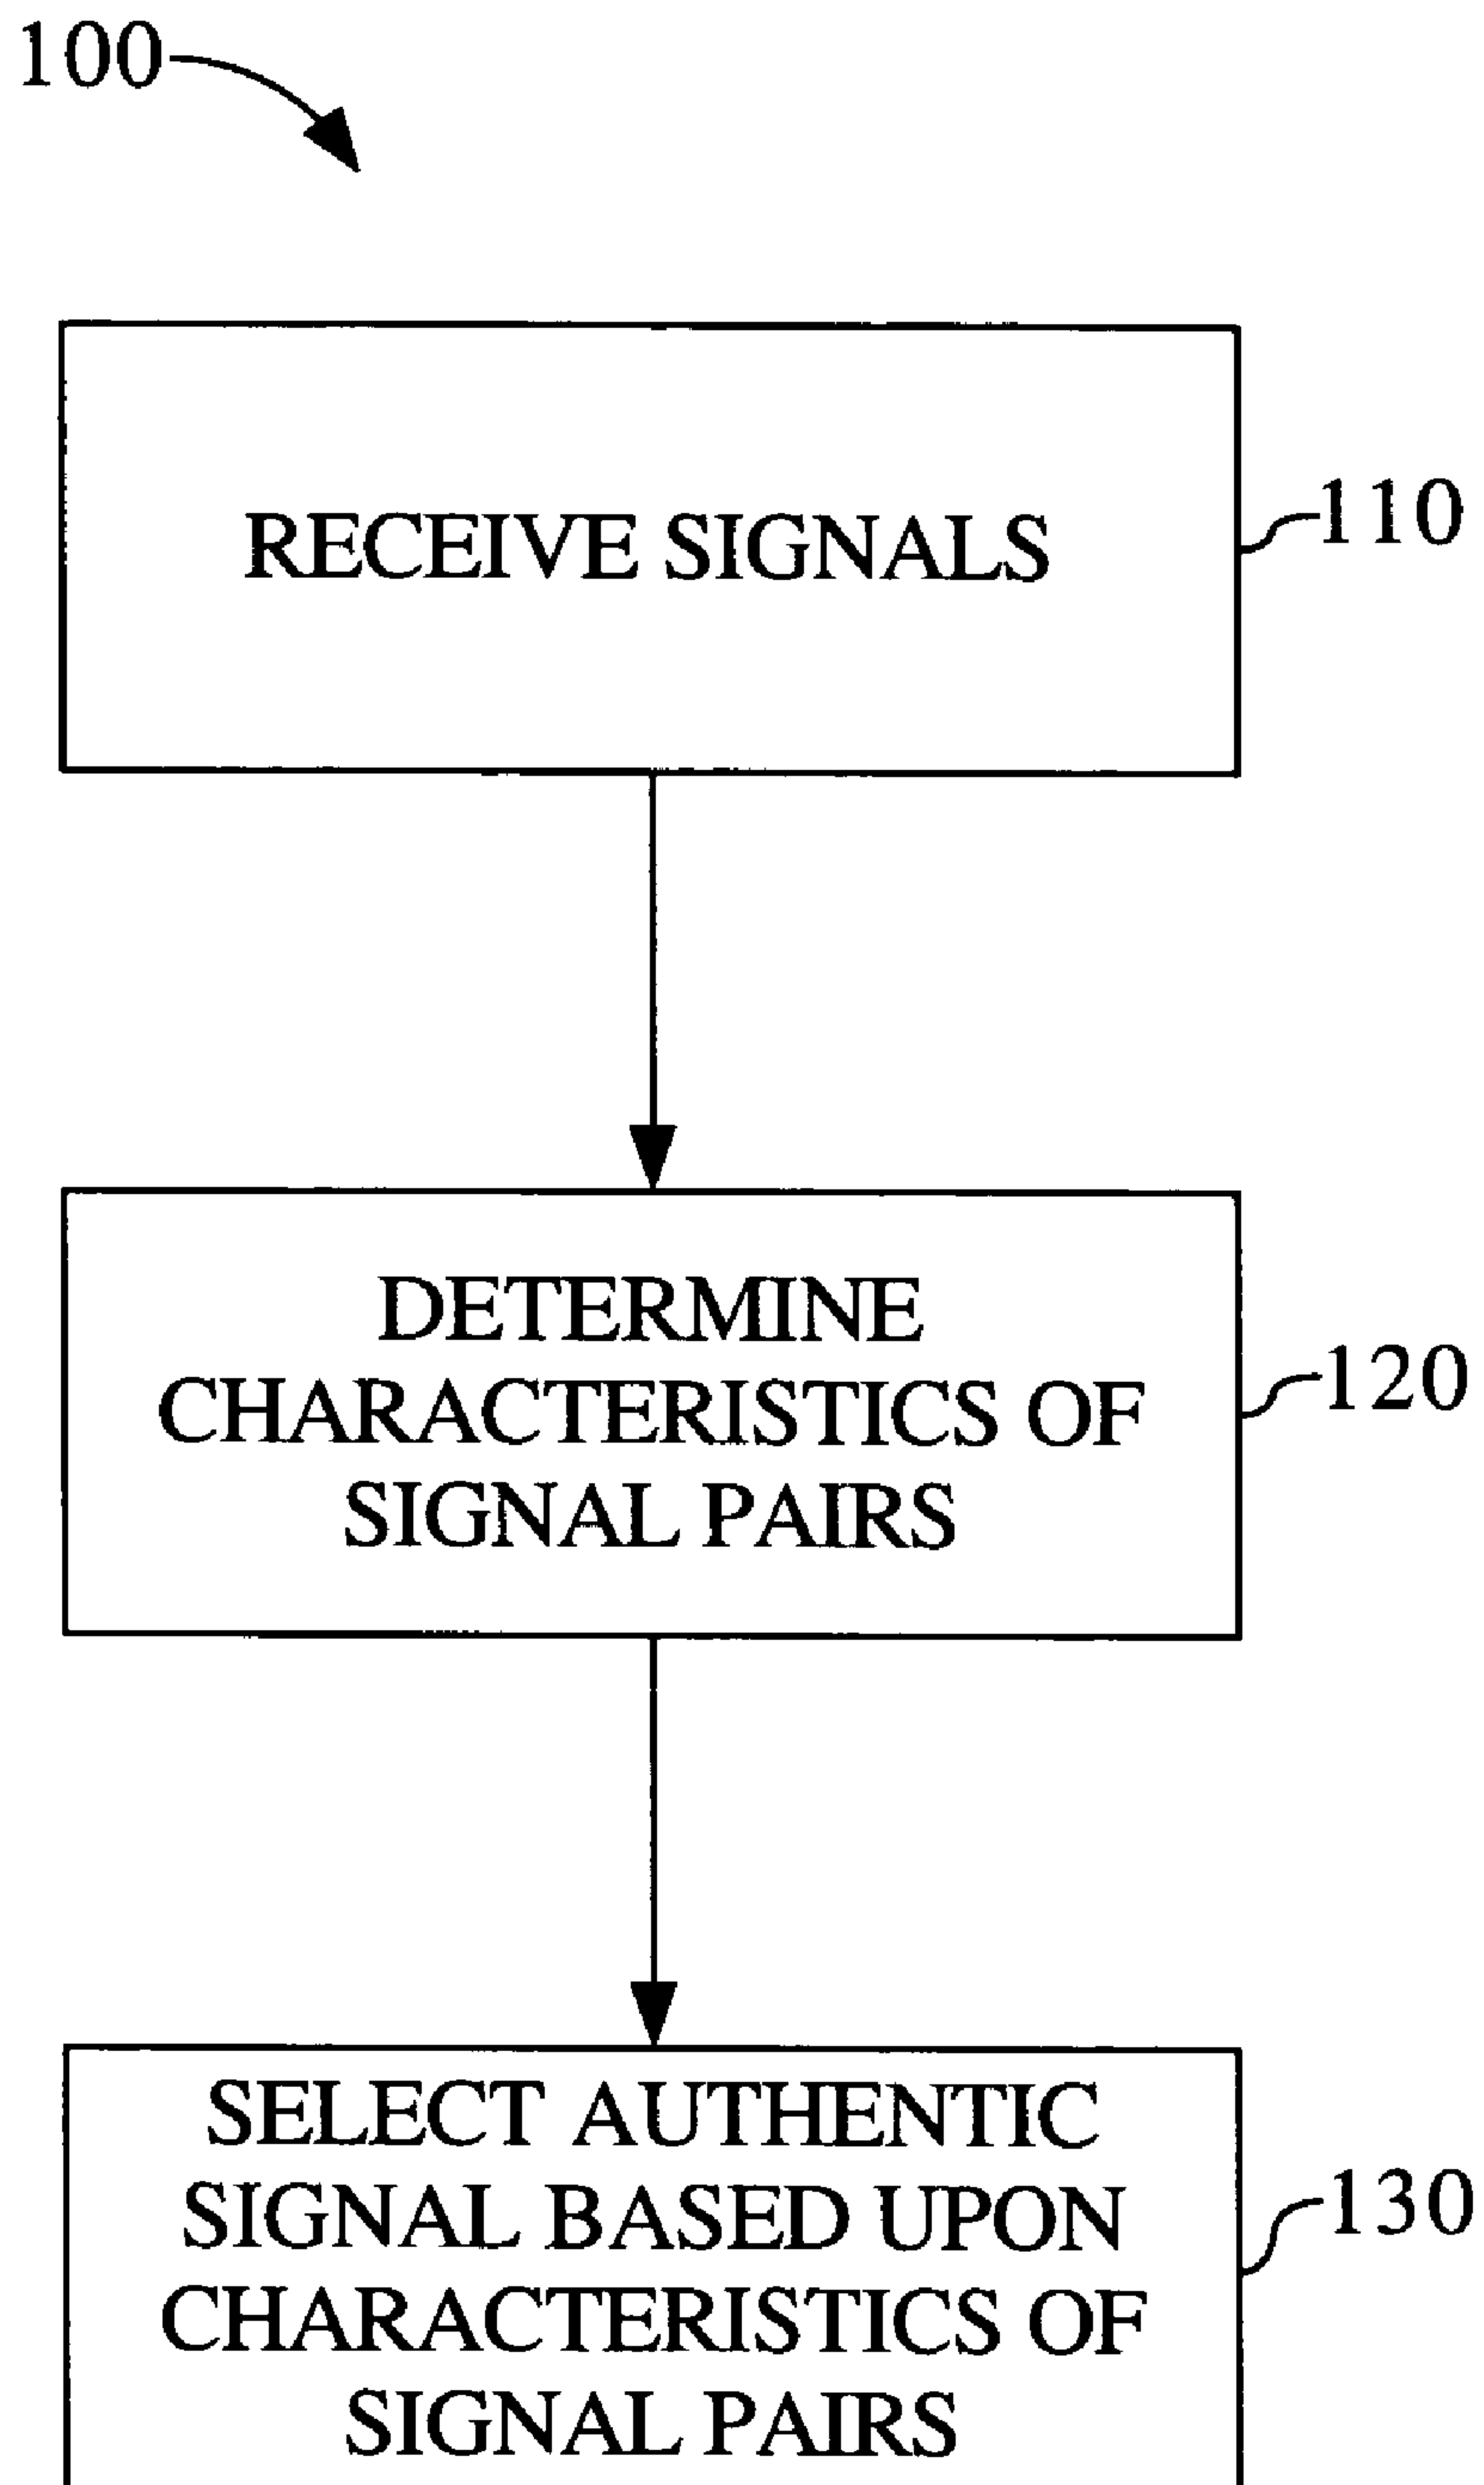 100
RECEIVE SIGNALS
110
DETERMINE
CHARACTERISTICS OF
SIGNAL PAIRS
120
SELECT AUTHENTIC
SIGNAL BASED UPON
CHARACTERISTICS OF
SIGNAL PAIRS
130